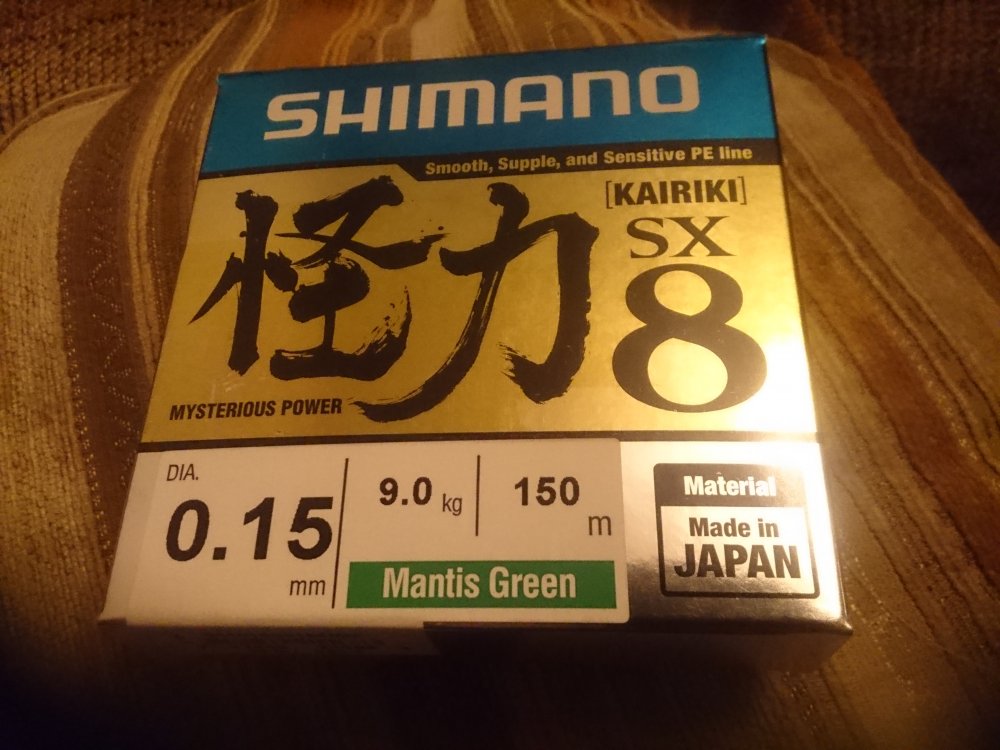 SHIMANO
Smooth, Supple, and Sensitive PE line
怪力
[KAIRIKI]
SX
8
MYSTERIOUS POWER
DIA.
0.15
mm
9.0 kg
150
m
Mantis Green
Material
Made in
JAPAN